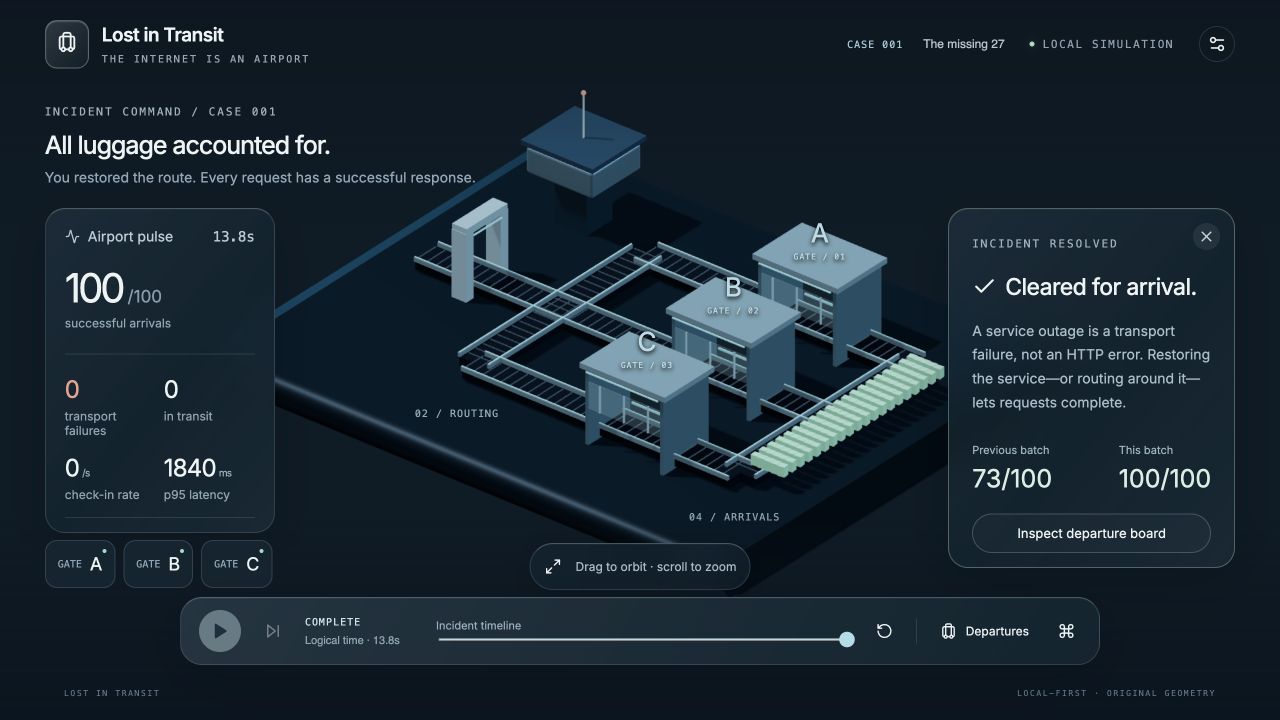 Lost in Transit
THE INTERNET IS AN AIRPORT
CASE 001
The missing 27
LOCAL SIMULATION
INCIDENT COMMAND / CASE 001
All luggage accounted for.
You restored the route. Every request has a successful response.
Airport pulse
13.8s
100 /100
successful arrivals
0
transport
failures
0
in transit
0 /s
check-in rate
1840 ms
p95 latency
GATE A
GATE B
GATE C
A
GATE / 01
B
GATE / 02
C
GATE / 03
02 / ROUTING
04 / ARRIVALS
INCIDENT RESOLVED
Cleared for arrival.
A service outage is a transport
failure, not an HTTP error. Restoring
the service—or routing around it—
lets requests complete.
Previous batch
73/100
This batch
100/100
Inspect departure board
Drag to orbit · scroll to zoom
COMPLETE
Logical time · 13.8s
Incident timeline
Departures
LOST IN TRANSIT
LOCAL-FIRST · ORIGINAL GEOMETRY